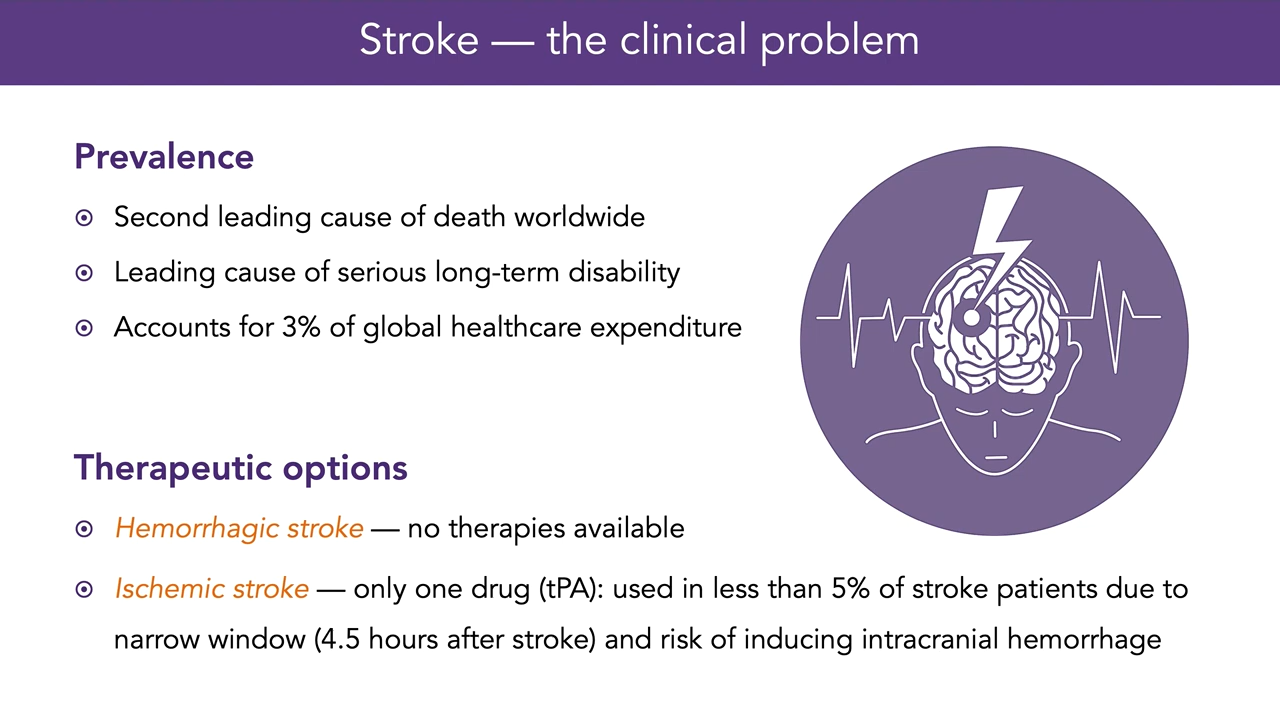 Stroke — the clinical problem
Prevalence
Second leading cause of death worldwide
Leading cause of serious long-term disability
Accounts for 3% of global healthcare expenditure
Therapeutic options
Hemorrhagic stroke — no therapies available
Ischemic stroke — only one drug (tPA): used in less than 5% of stroke patients due to
narrow window (4.5 hours after stroke) and risk of inducing intracranial hemorrhage